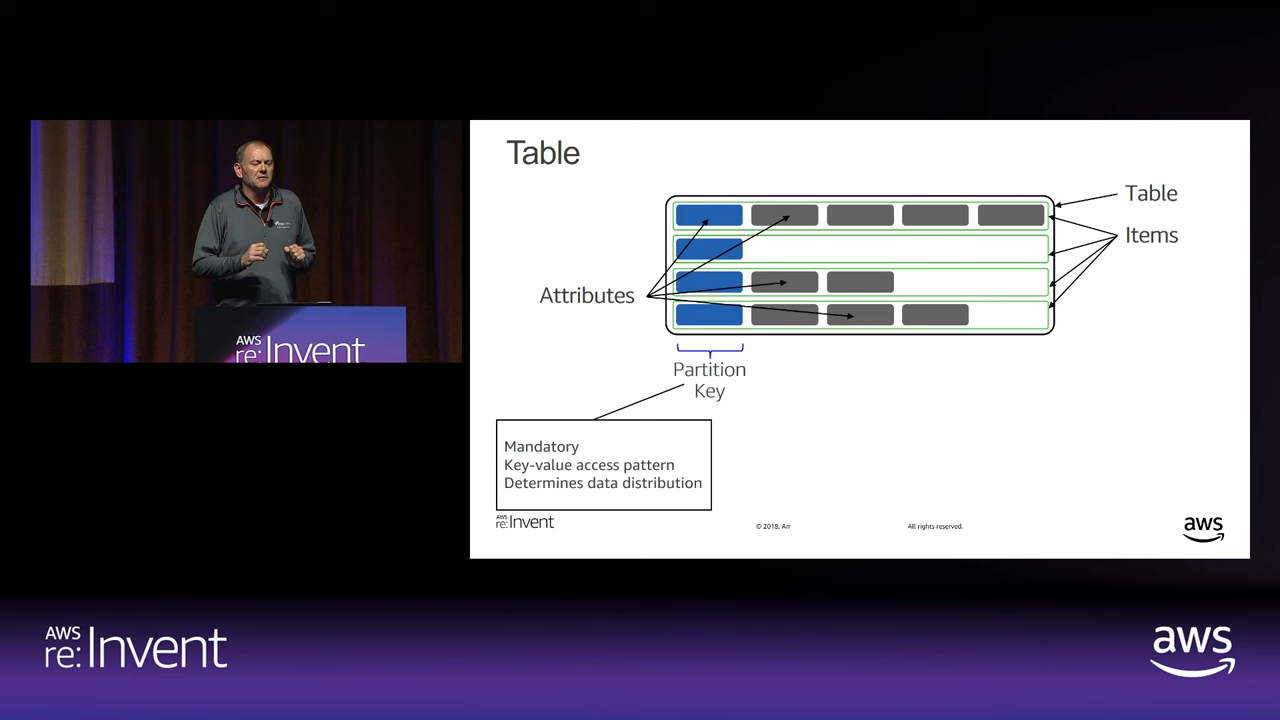 Table
Table
Items
Attributes
Partition
Key
Mandatory
Key-value access pattern
Determines data distribution
AWS
re:Invent
© 2018, Am
All rights reserved.
aws
AWS
re:Invent
AWS
re:Invent
aws